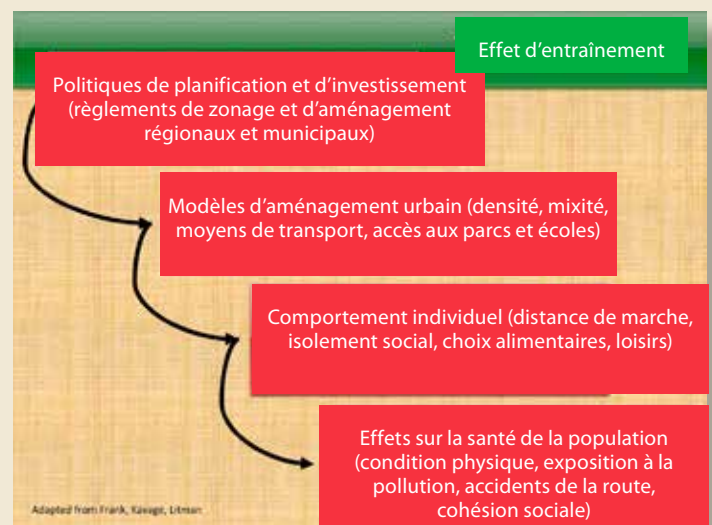 Effet d'entraînement
Politiques de planification et d'investissement
(règlements de zonage et d'aménagement
régionaux et municipaux)
Modèles d'aménagement urbain (densité, mixité,
moyens de transport, accès aux parcs et écoles)
Comportement individuel (distance de marche,
isolement social, choix alimentaires, loisirs)
Effets sur la santé de la population
(condition physique, exposition à la
pollution, accidents de la route,
cohésion sociale)
Adapted from Frank, Kavage, Litman